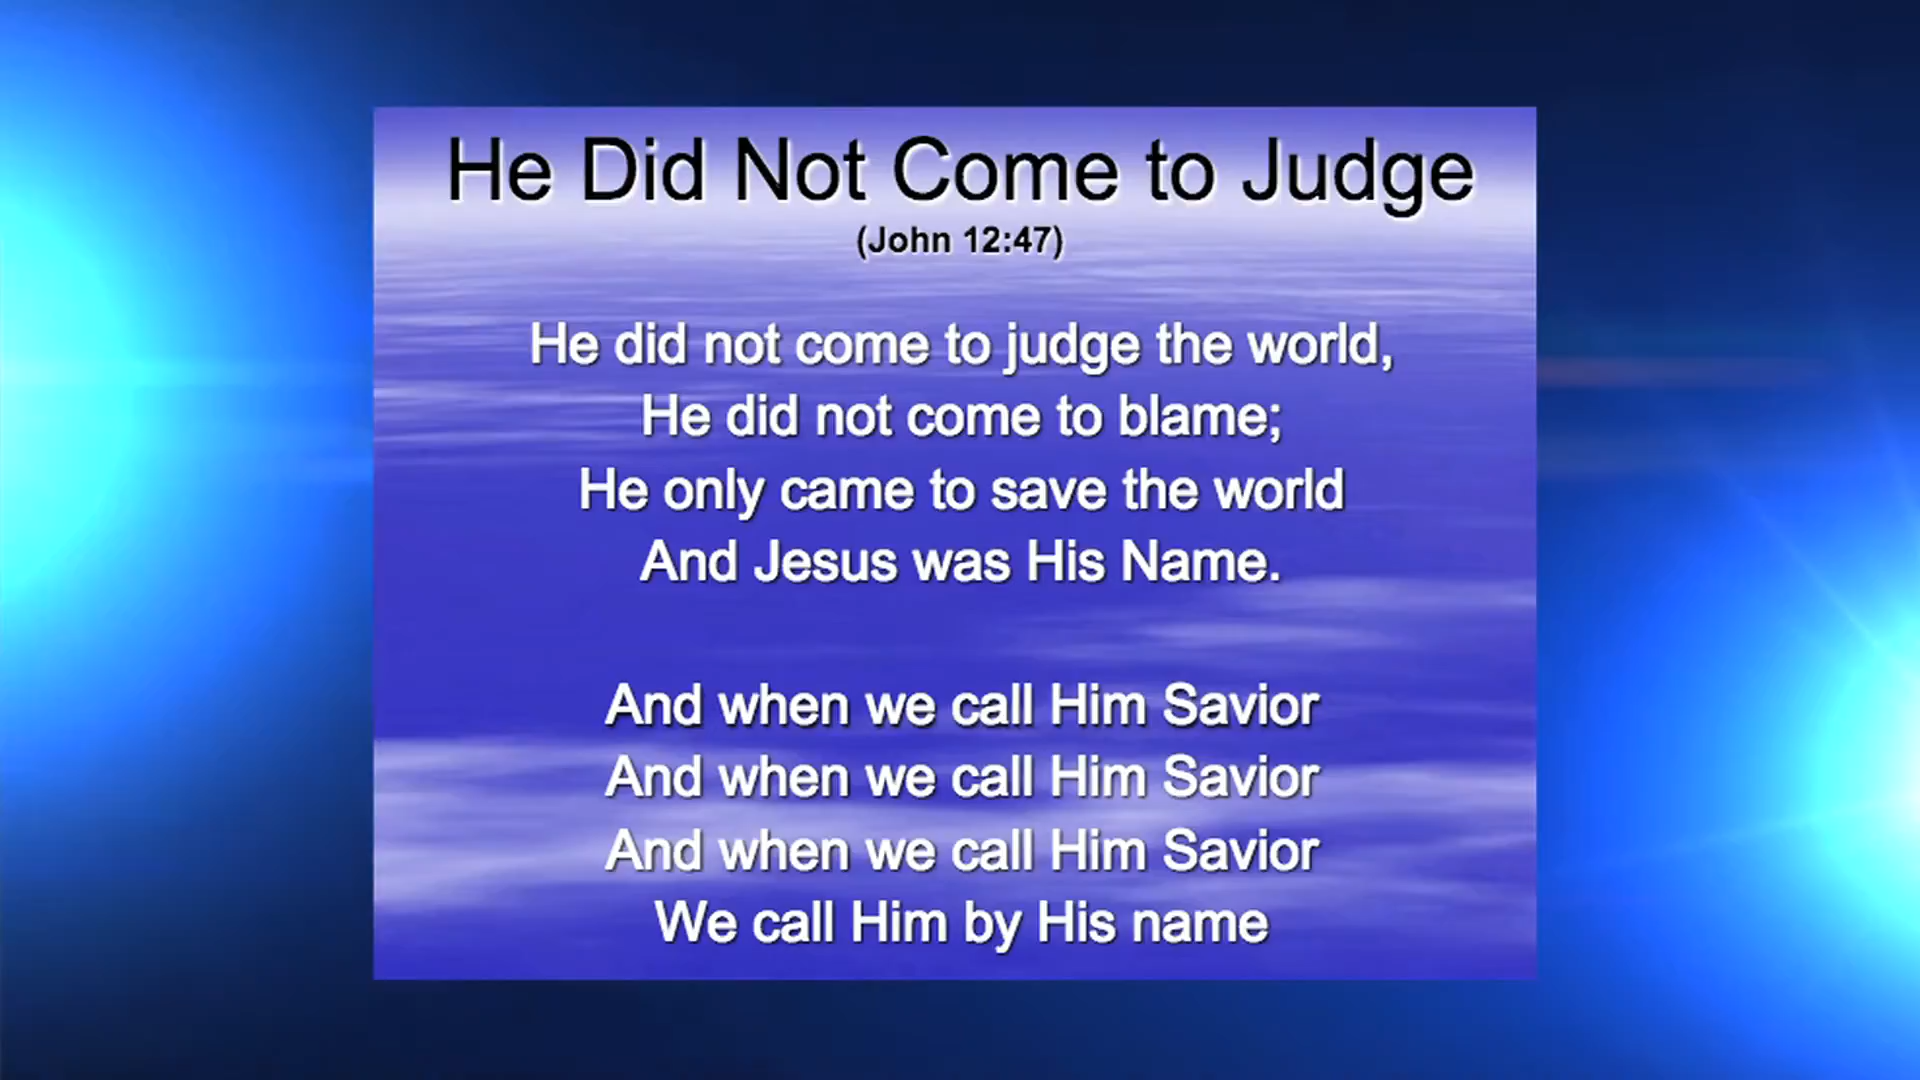 He Did Not Come to Judge
(John 12:47)
He did not come to judge the world,
He did not come to blame;
He only came to save the world
And Jesus was His Name.
And when we call Him Savior
And when we call Him Savior
And when we call Him Savior
We call Him by His name